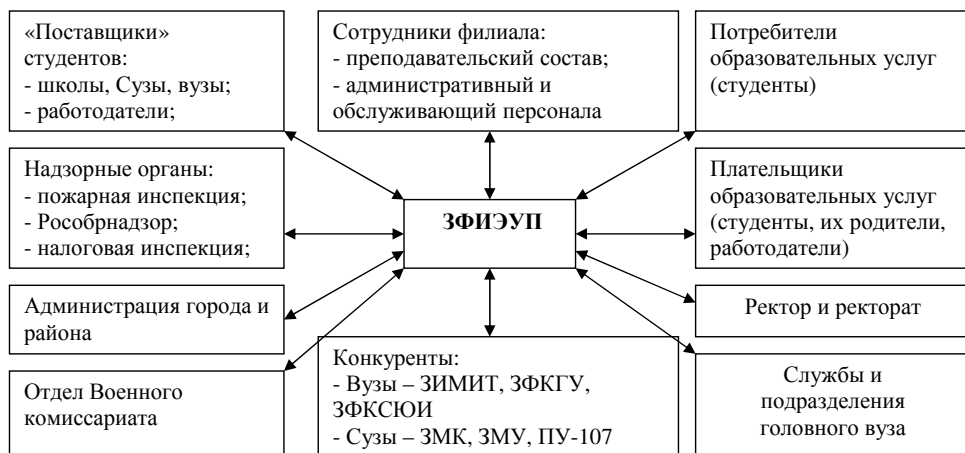 «Поставщики»
студентов:
- школы, Сузы, вузы;
- работодатели;
Сотрудники филиала:
- преподавательский состав;
- административный и
обслуживающий персонала
Потребители
образовательных услуг
(студенты)
Надзорные органы:
- пожарная инспекция;
- Рособрнадзор;
- налоговая инспекция;
ЗФИЭУП
Плательщики
образовательных услуг
(студенты, их родители,
работодатели)
Администрация города и
района
Ректор и ректорат
Отдел Военного
комиссариата
Конкуренты:
- Вузы – ЗИМИТ, ЗФКГУ,
ЗФКСЮИ
- Сузы – ЗМК, ЗМУ, ПУ-107
Службы и
подразделения
головного вуза